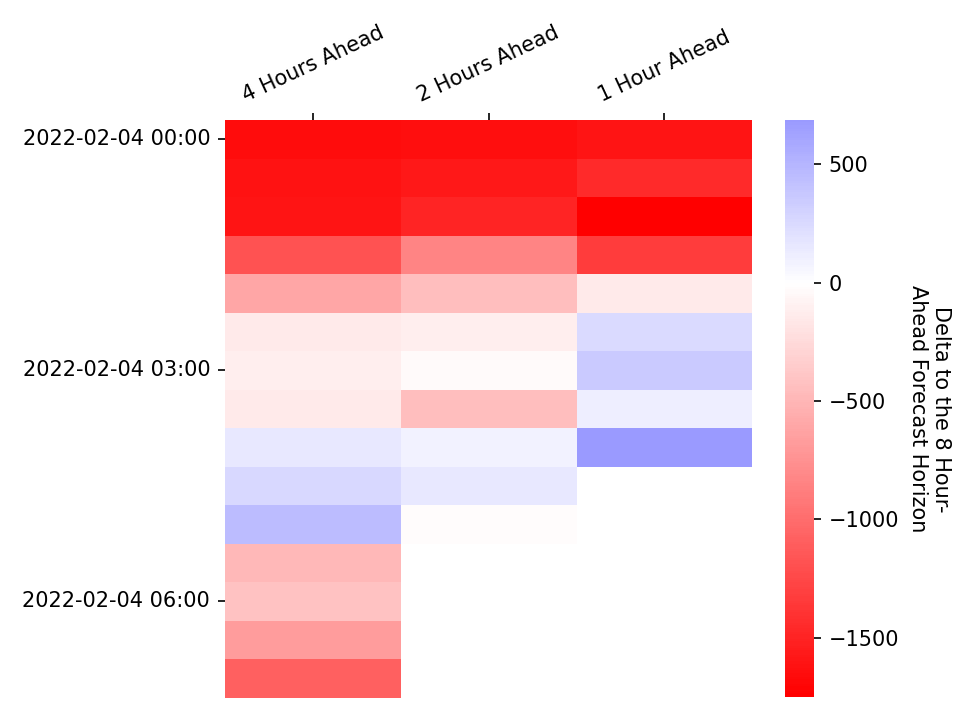 4 Hours Ahead
2 Hours Ahead
1 Hour Ahead
2022-02-04 00:00
2022-02-04 03:00
2022-02-04 06:00
500
0
−500
−1000
−1500
Delta to the 8 Hour-
Ahead Forecast Horizon